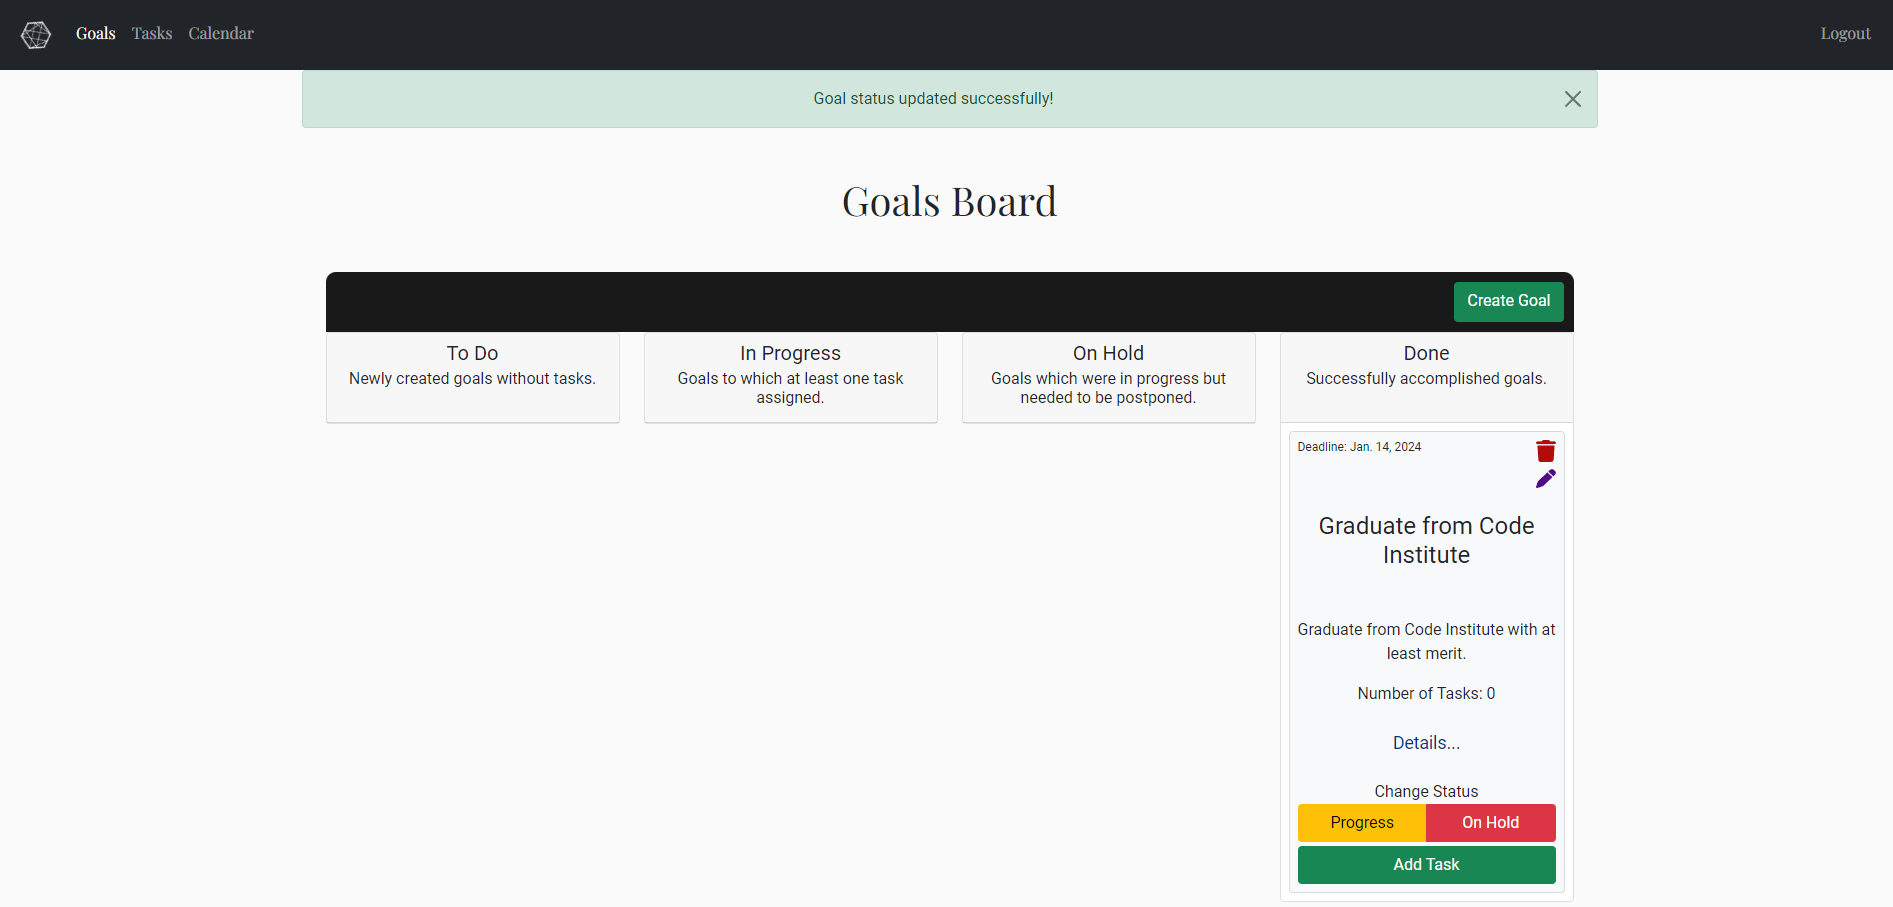 Goals Tasks Calendar Logout
Goal status updated successfully!
Goals Board
Create Goal
To Do
Newly created goals without tasks.
In Progress
Goals to which at least one task
assigned.
On Hold
Goals which were in progress but
needed to be postponed.
Done
Successfully accomplished goals.
Deadline: Jan. 14, 2024
Graduate from Code
Institute
Graduate from Code Institute with at
least merit.
Number of Tasks: 0
Details...
Change Status
Progress On Hold
Add Task